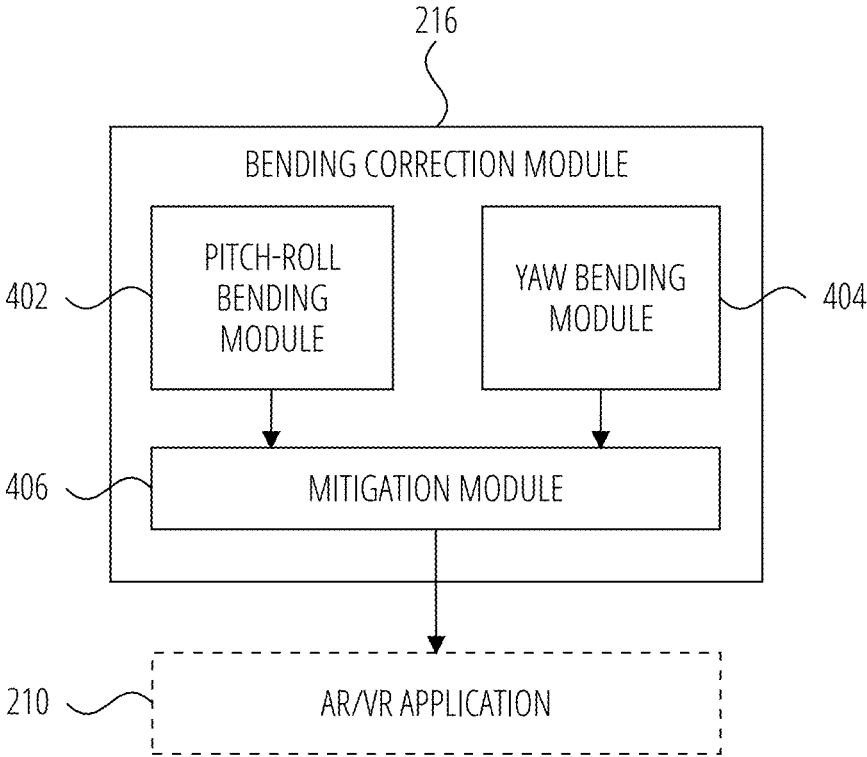 216
BENDING CORRECTION MODULE
PITCH-ROLL
BENDING
MODULE
YAW BENDING
MODULE
402
404
MITIGATION MODULE
406
AR/VR APPLICATION
210